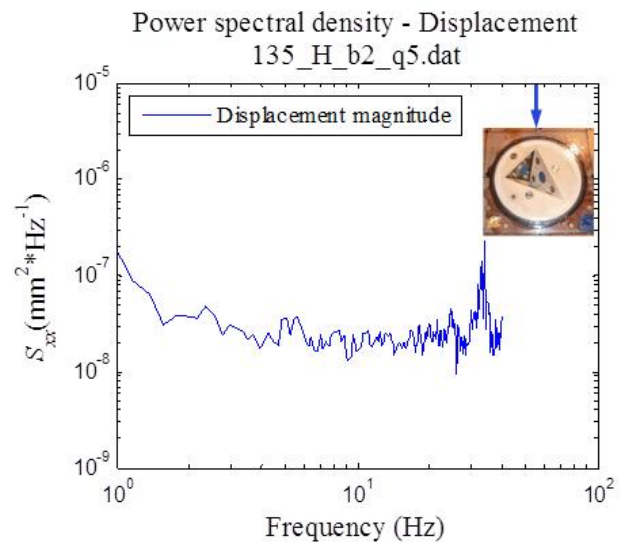 Power spectral density - Displacement
135_H_b2_q5.dat
Displacement magnitude
10^-5
10^-6
10^-7
10^-8
10^-9
S_xx(mm^2*Hz^-1)
10^0
10^1
10^2
Frequency (Hz)